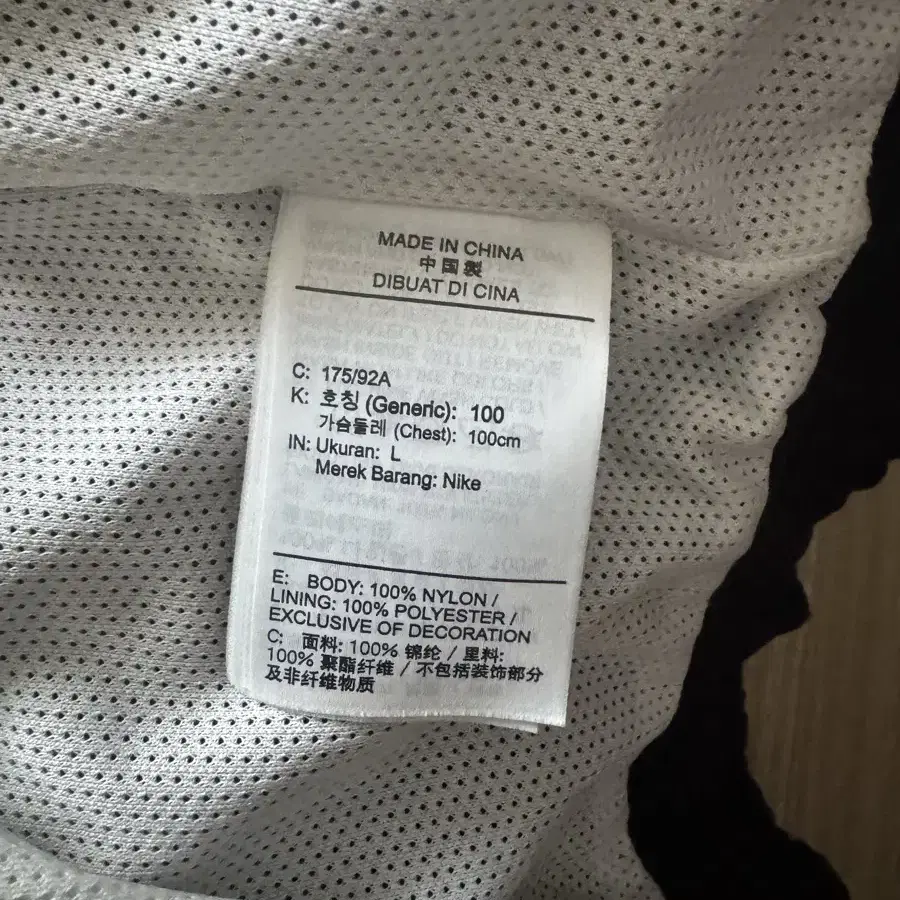 MADE IN CHINA
中国製
DIBUAT DI CINA
C: 175/92A
K: 호칭 (Generic): 100
가슴둘레 (Chest): 100cm
IN: Ukuran: L
Merek Barang: Nike
E: BODY: 100% NYLON /
LINING: 100% POLYESTER /
EXCLUSIVE OF DECORATION
C: 面料: 100% 锦纶 / 里料:
100% 聚酯纤维 / 不包括装饰部分
及非纤维物质